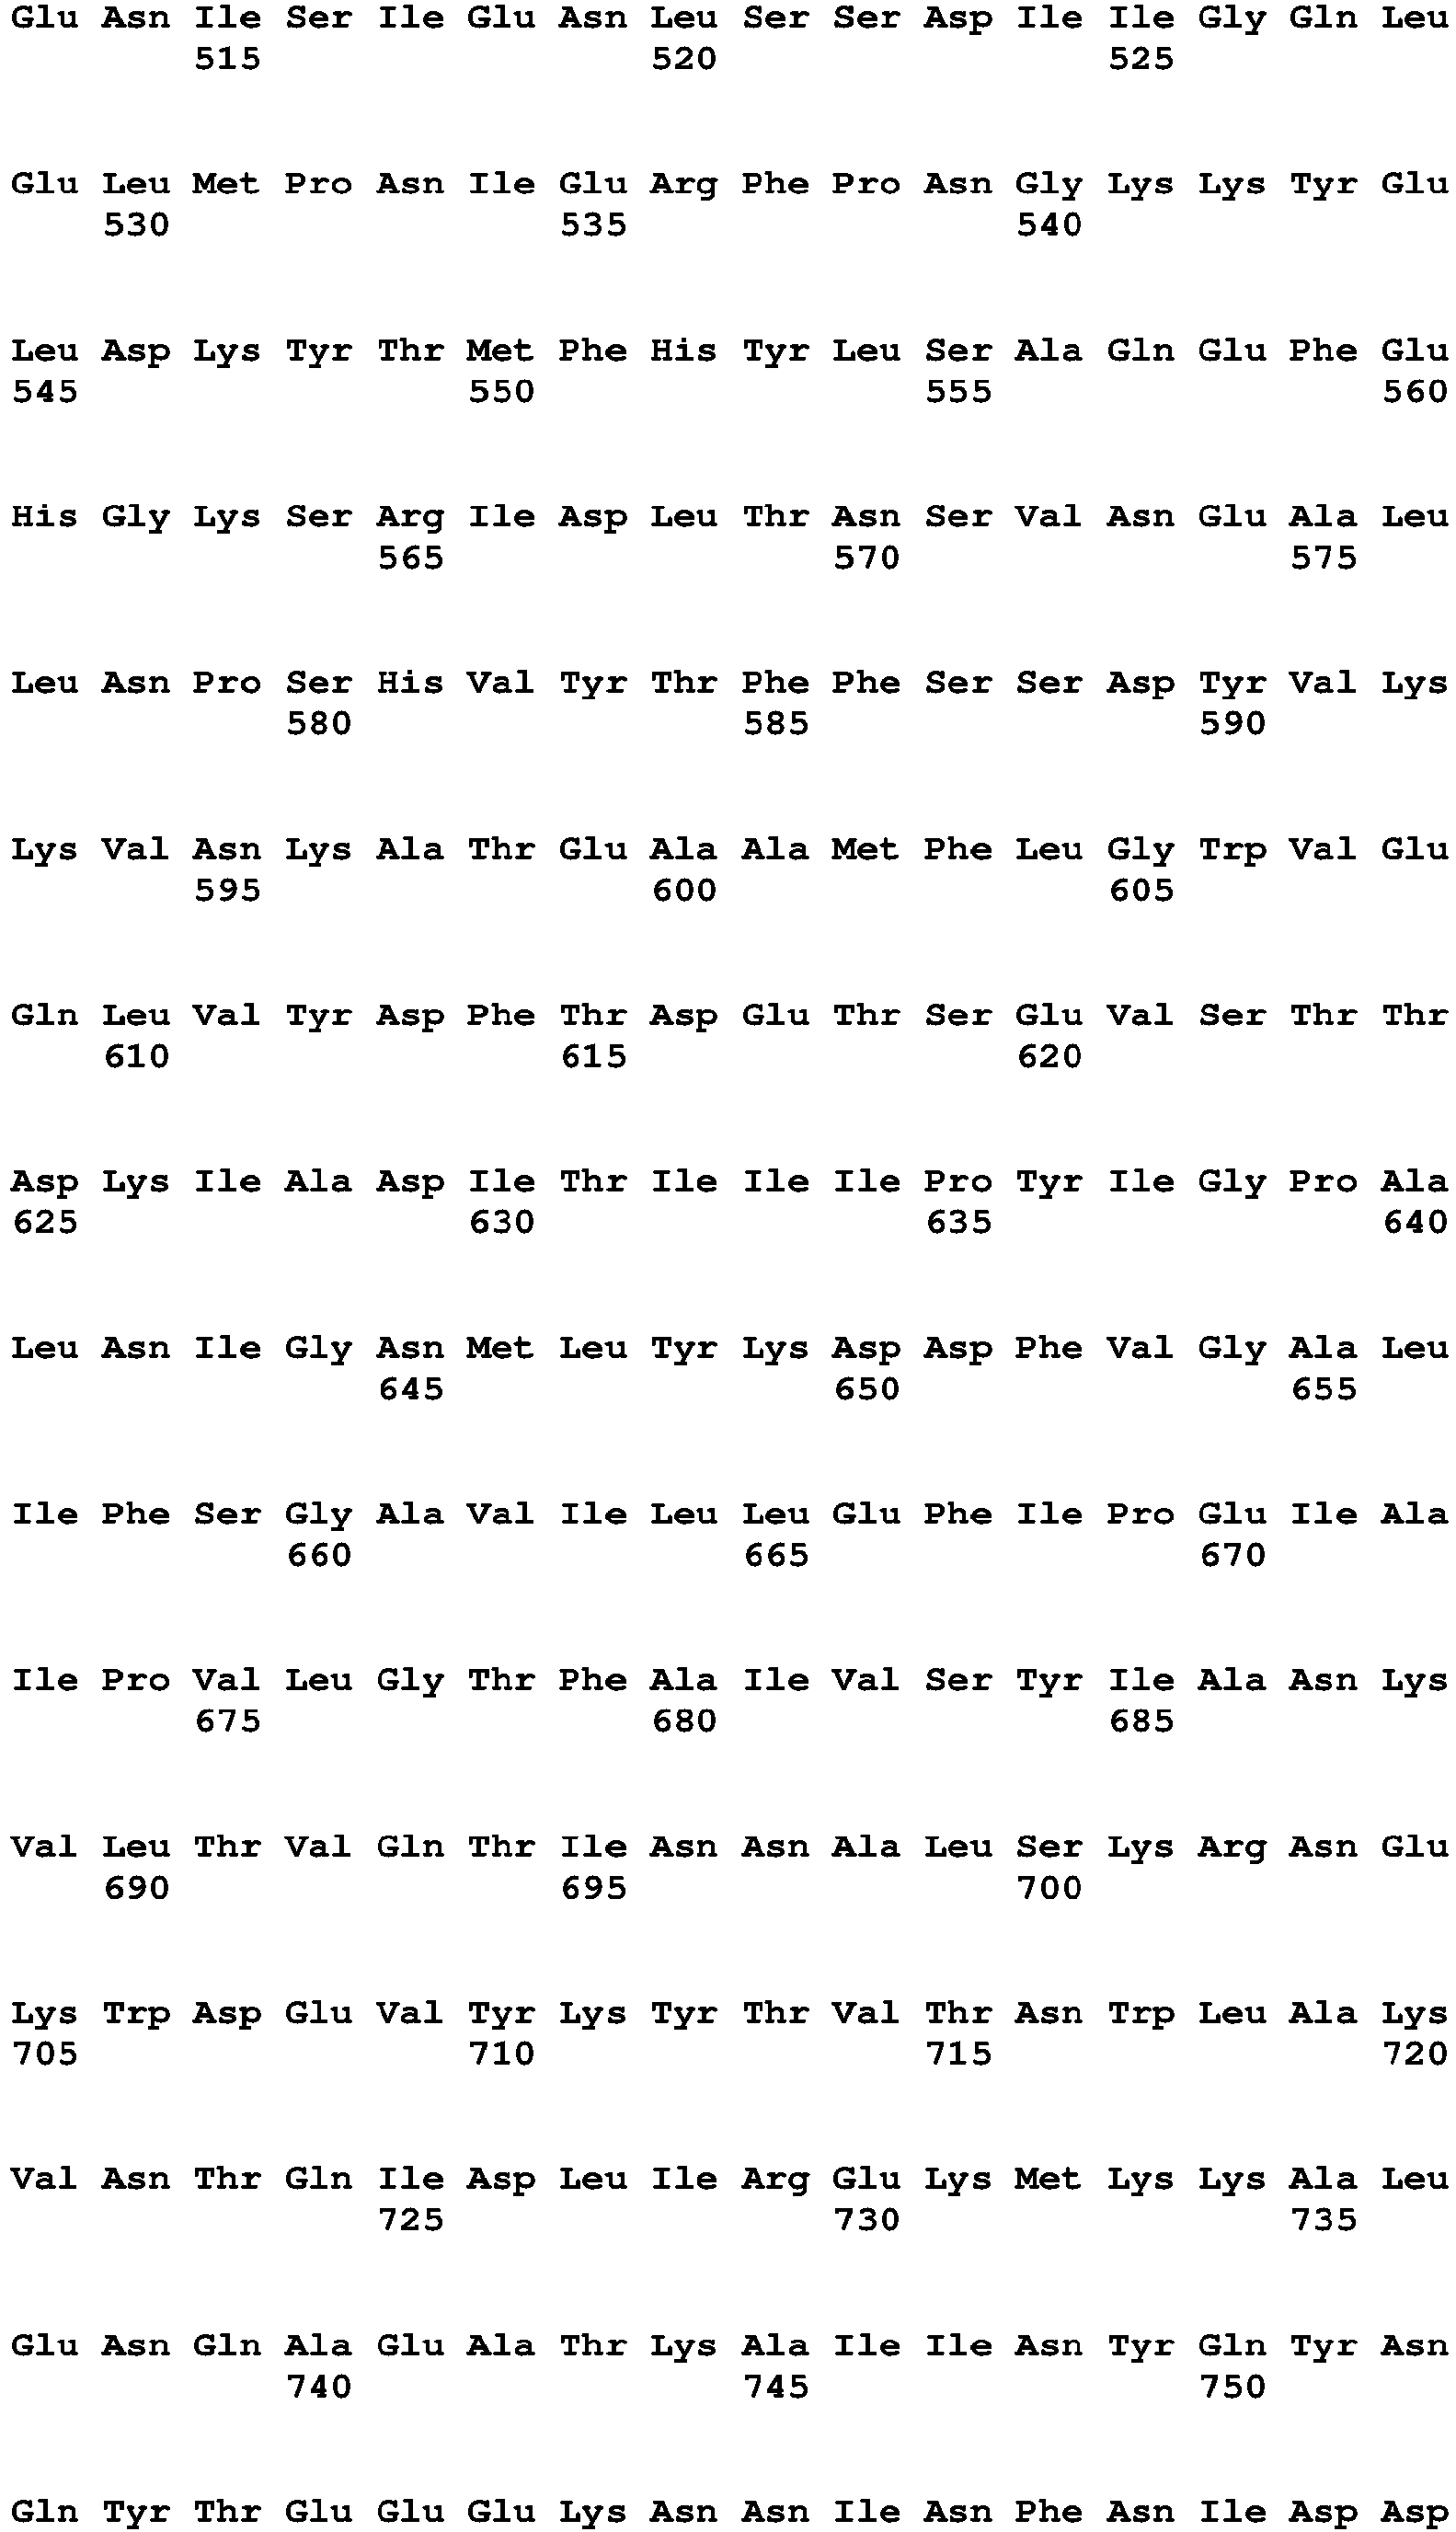 Glu Asn Ile Ser Ile Glu Asn Leu Ser Ser Asp Ile Ile Gly Gln Leu
515 520 525
Glu Leu Met Pro Asn Ile Glu Arg Phe Pro Asn Gly Lys Lys Tyr Glu
530 535 540
Leu Asp Lys Tyr Thr Met Phe His Tyr Leu Ser Ala Gln Glu Phe Glu
545 550 555 560
His Gly Lys Ser Arg Ile Asp Leu Thr Asn Ser Val Asn Glu Ala Leu
565 570 575
Leu Asn Pro Ser His Val Tyr Thr Phe Phe Ser Ser Asp Tyr Val Lys
580 585 590
Lys Val Asn Lys Ala Thr Glu Ala Ala Met Phe Leu Gly Trp Val Glu
595 600 605
Gln Leu Val Tyr Asp Phe Thr Asp Glu Thr Ser Glu Val Ser Thr Thr
610 615 620
Asp Lys Ile Ala Asp Ile Thr Ile Ile Ile Pro Tyr Ile Gly Pro Ala
625 630 635 640
Leu Asn Ile Gly Asn Met Leu Tyr Lys Asp Asp Phe Val Gly Ala Leu
645 650 655
Ile Phe Ser Gly Ala Val Ile Leu Leu Glu Phe Ile Pro Glu Ile Ala
660 665 670
Ile Pro Val Leu Gly Thr Phe Ala Ile Val Ser Tyr Ile Ala Asn Lys
675 680 685
Val Leu Thr Val Gln Thr Ile Asn Asn Ala Leu Ser Lys Arg Asn Glu
690 695 700
Lys Trp Asp Glu Val Tyr Lys Tyr Thr Val Thr Asn Trp Leu Ala Lys
705 710 715 720
Val Asn Thr Gln Ile Asp Leu Ile Arg Glu Lys Met Lys Lys Ala Leu
725 730 735
Glu Asn Gln Ala Glu Ala Thr Lys Ala Ile Ile Asn Tyr Gln Tyr Asn
740 745 750
Gln Tyr Thr Glu Glu Glu Lys Asn Asn Ile Asn Phe Asn Ile Asp Asp